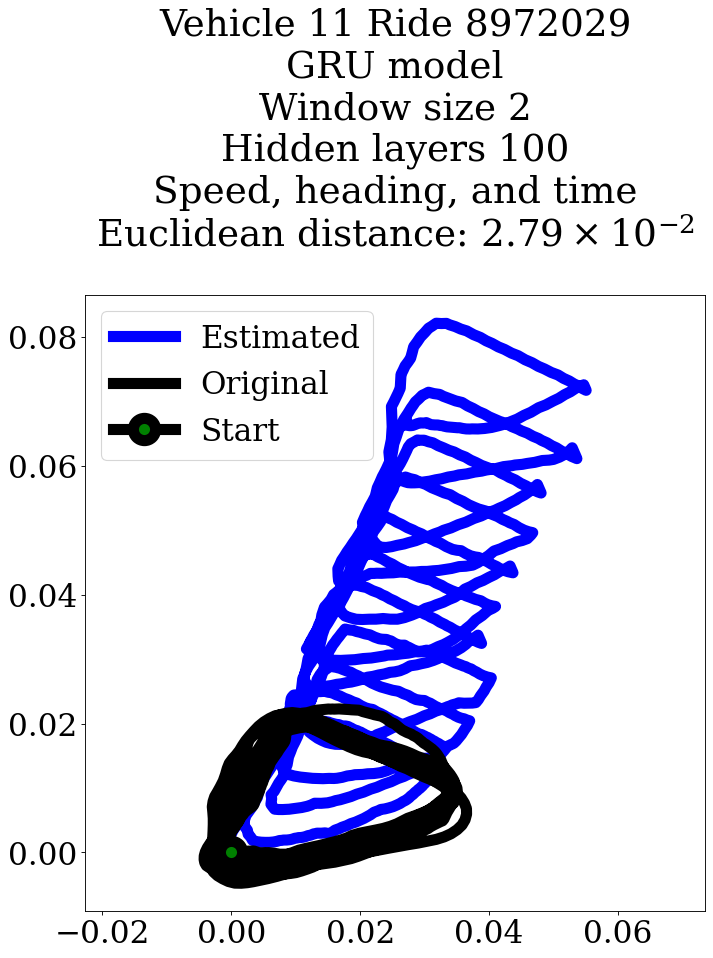 Vehicle 11 Ride 8972029
GRU model
Window size 2
Hidden layers 100
Speed, heading, and time
Euclidean distance: 2.79 × 10⁻²
Estimated
Original
Start
0.08
0.06
0.04
0.02
0.00
−0.02 0.00 0.02 0.04 0.06